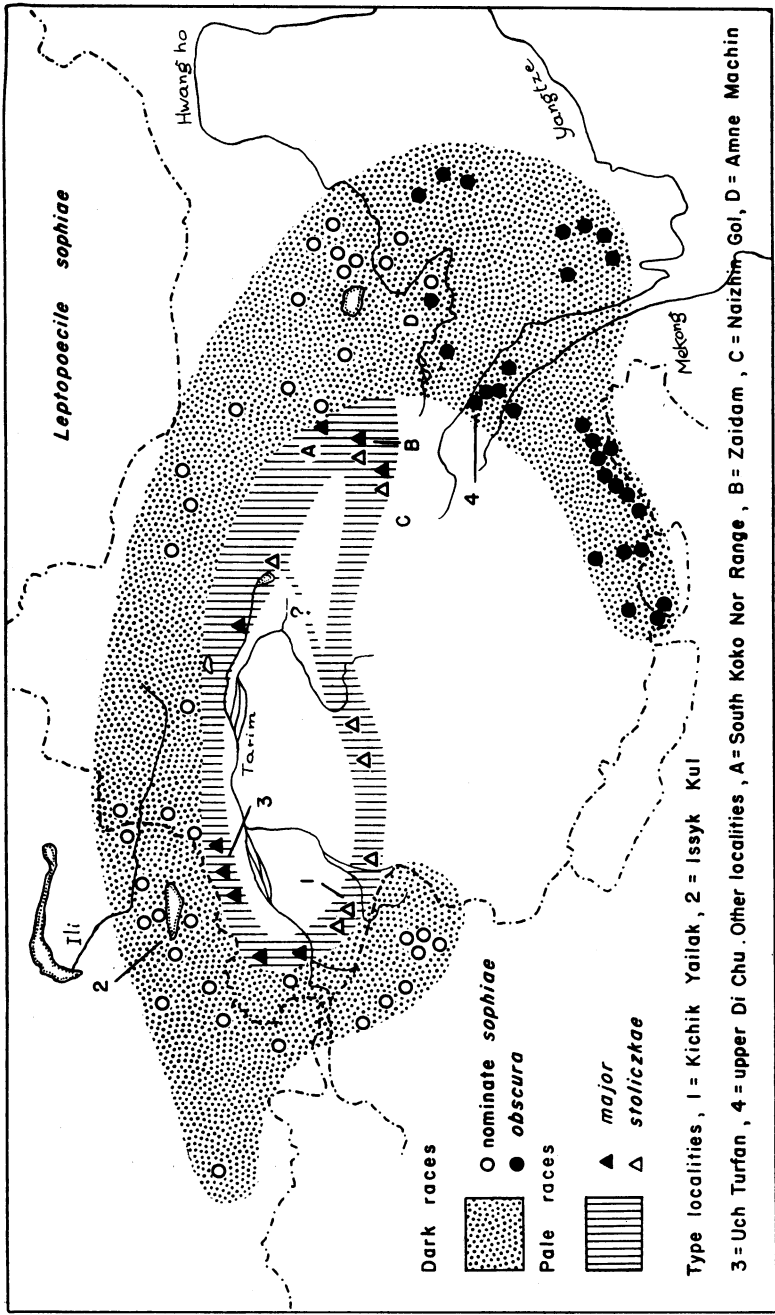 Leptopoecile sophiae
Hwang ho
Yangtze
Mekong
Ili
Tarim
?
1
2
3
4
A
B
C
D
Dark races
nominate sophiae
obscura
Pale races
major
stoliczkae
Type localities, 1 = Kichik Yailak, 2 = Issyk Kul
3 = Uch Turfan, 4 = upper Di Chu. Other localities, A = South Koko Nor Range, B = Zaidam, C = Naizhin Gol, D = Amne Machin